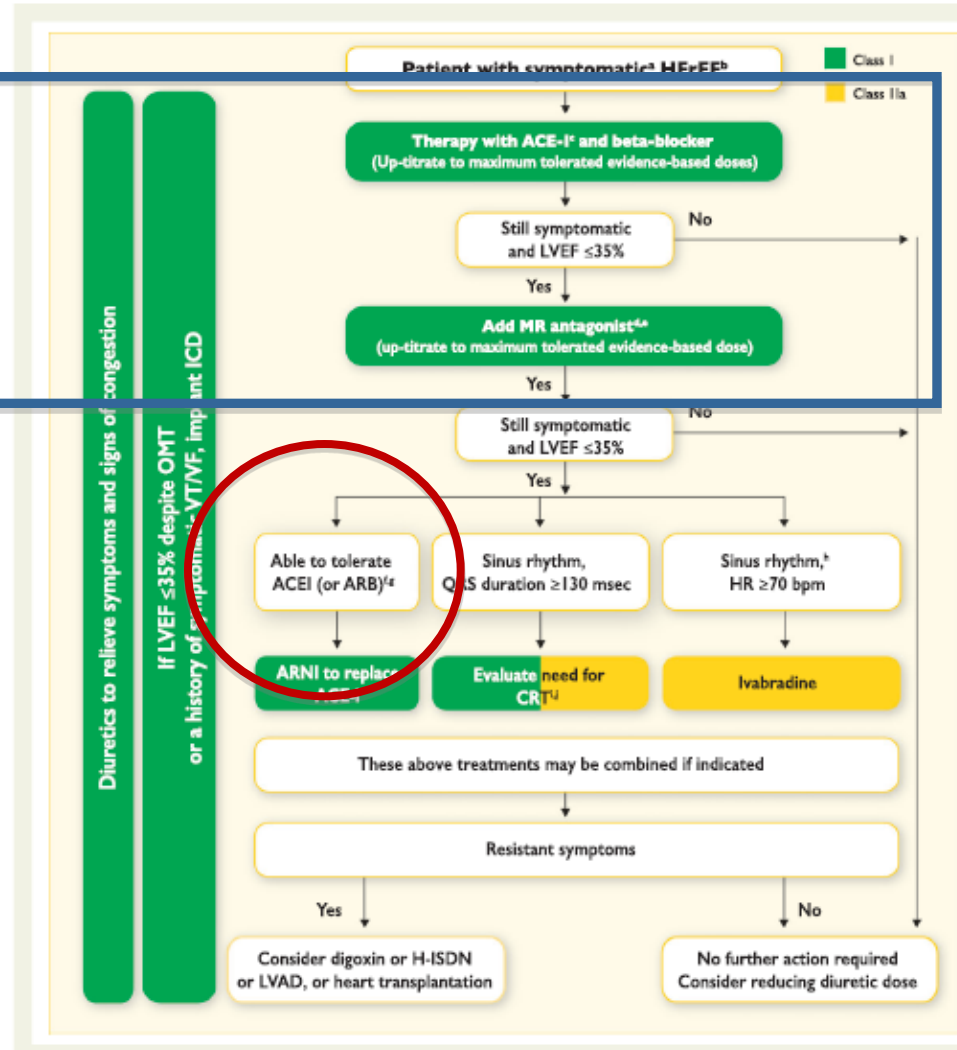 Patient with symptomaticᵃ HFrEFᵇ
Class I
Class IIa
Therapy with ACE-Iᶜ and beta-blocker
(Up-titrate to maximum tolerated evidence-based doses)
Still symptomatic
and LVEF ≤35%
No
Yes
Add MR antagonistᵈ,ᵉ
(up-titrate to maximum tolerated evidence-based dose)
Yes
Still symptomatic
and LVEF ≤35%
No
Yes
Able to tolerate
ACEI (or ARB)ᶠ,ᵍ
Sinus rhythm,
QRS duration ≥130 msec
Sinus rhythm,ʰ
HR ≥70 bpm
ARNI to replace
ACE-I
Evaluate need for
CRTⁱ,ʲ
Ivabradine
These above treatments may be combined if indicated
Resistant symptoms
Yes
No
Consider digoxin or H-ISDN
or LVAD, or heart transplantation
No further action required
Consider reducing diuretic dose
Diuretics to relieve symptoms and signs of congestion
If LVEF ≤35% despite OMT
or a history of symptomatic VT/VF, implant ICD